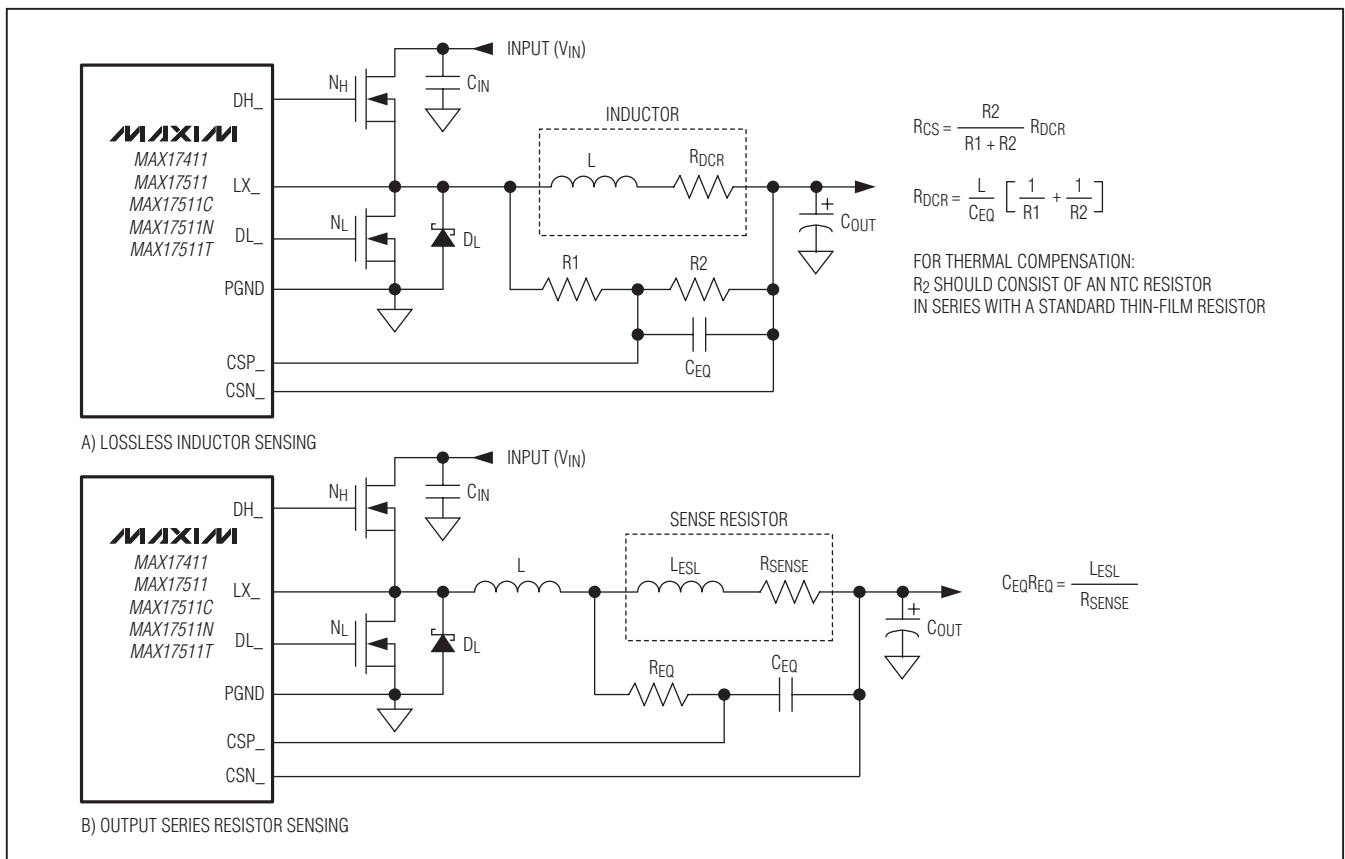 INPUT (VIN)
NH
CIN
DH_
MAXIM
MAX17411
MAX17511
MAX17511C
MAX17511N
MAX17511T
LX_
NL
DL_
DL
PGND
CSP_
CSN_
INDUCTOR
L
RDCR
COUT
+
R1
R2
CEQ
RCS = R2 / (R1 + R2) RDCR
RDCR = L / CEQ [ 1 / R1 + 1 / R2 ]
FOR THERMAL COMPENSATION:
R2 SHOULD CONSIST OF AN NTC RESISTOR
IN SERIES WITH A STANDARD THIN-FILM RESISTOR
A) LOSSLESS INDUCTOR SENSING
INPUT (VIN)
NH
CIN
DH_
MAXIM
MAX17411
MAX17511
MAX17511C
MAX17511N
MAX17511T
LX_
NL
DL_
DL
PGND
CSP_
CSN_
L
SENSE RESISTOR
LESL
RSENSE
COUT
+
REQ
CEQ
CEQREQ = LESL / RSENSE
B) OUTPUT SERIES RESISTOR SENSING